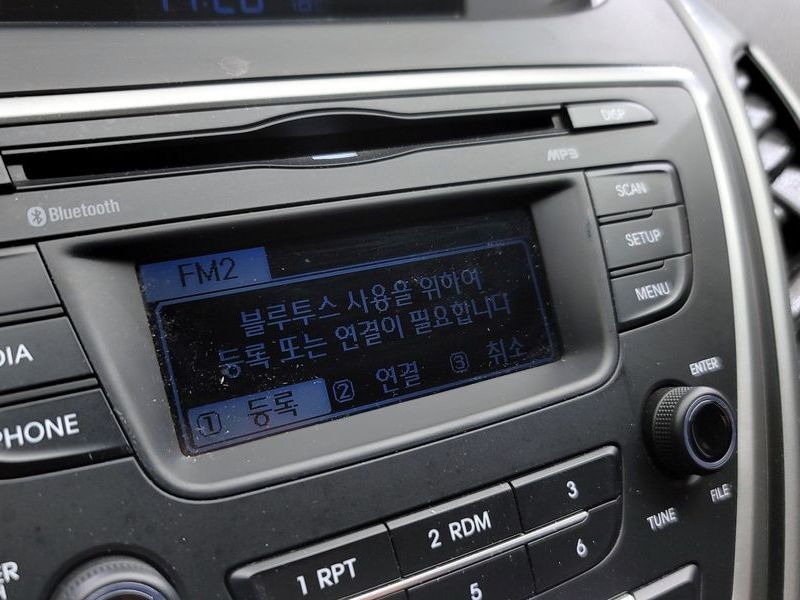 DISP
MP3
Bluetooth
SCAN
SETUP
MENU
FM2
블루투스 사용을 위하여
등록 또는 연결이 필요합니다
1 등록 2 연결 3 취소
PHONE
ENTER
TUNE
FILE
1 RPT
2 RDM
3
5
6